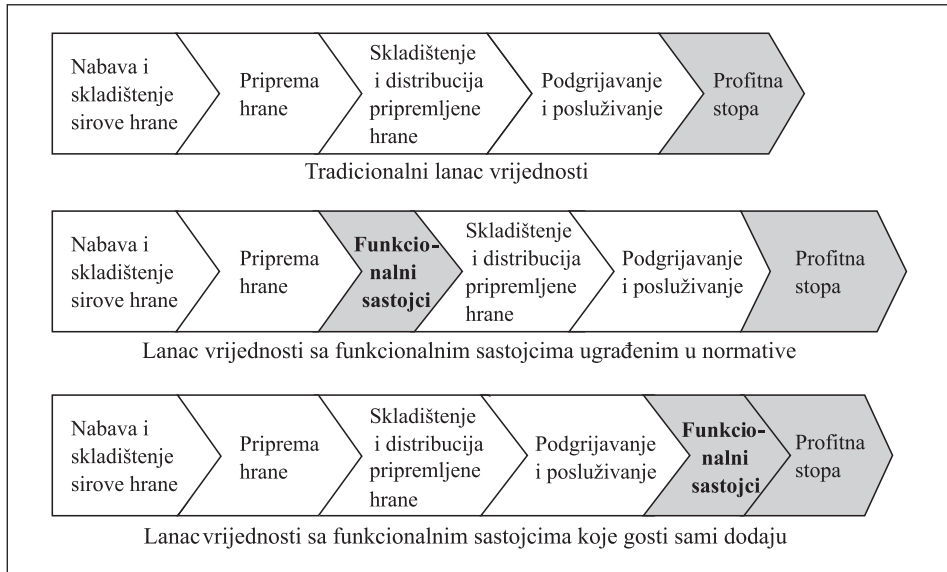 Nabava i
skladištenje
sirove hrane
Priprema
hrane
Skladištenje
i distribucija
pripremljene
hrane
Podgrijavanje
i posluživanje
Profitna
stopa
Tradicionalni lanac vrijednosti
Nabava i
skladištenje
sirove hrane
Priprema
hrane
Funkcio-
nalni
sastojci
Skladištenje
i distribucija
pripremljene
hrane
Podgrijavanje
i posluživanje
Profitna
stopa
Lanac vrijednosti sa funkcionalnim sastojcima ugrađenim u normative
Nabava i
skladištenje
sirove hrane
Priprema
hrane
Skladištenje
i distribucija
pripremljene
hrane
Podgrijavanje
i posluživanje
Funkcio-
nalni
sastojci
Profitna
stopa
Lanac vrijednosti sa funkcionalnim sastojcima koje gosti sami dodaju